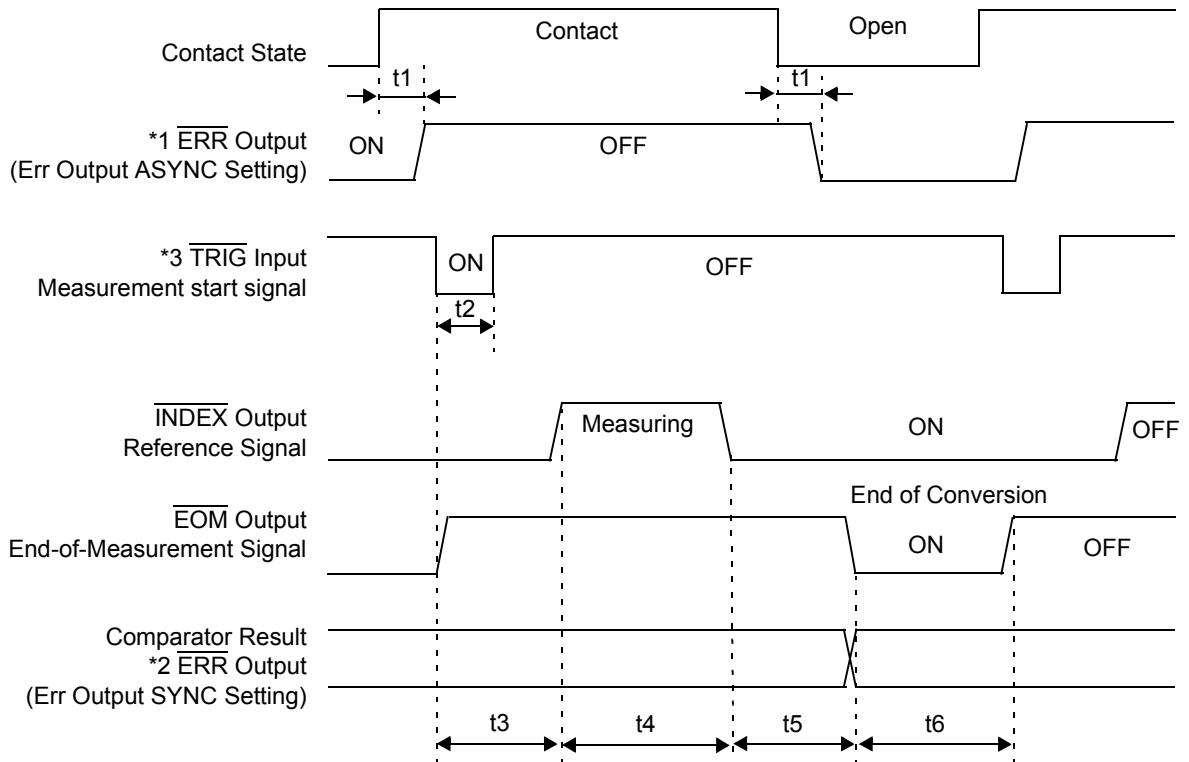 Contact State
Contact
Open
t1
t1
*1 ERR Output
(Err Output ASYNC Setting)
ON
OFF
*3 TRIG Input
Measurement start signal
ON
OFF
t2
INDEX Output
Reference Signal
Measuring
ON
OFF
EOM Output
End-of-Measurement Signal
End of Conversion
ON
OFF
Comparator Result
*2 ERR Output
(Err Output SYNC Setting)
t3
t4
t5
t6